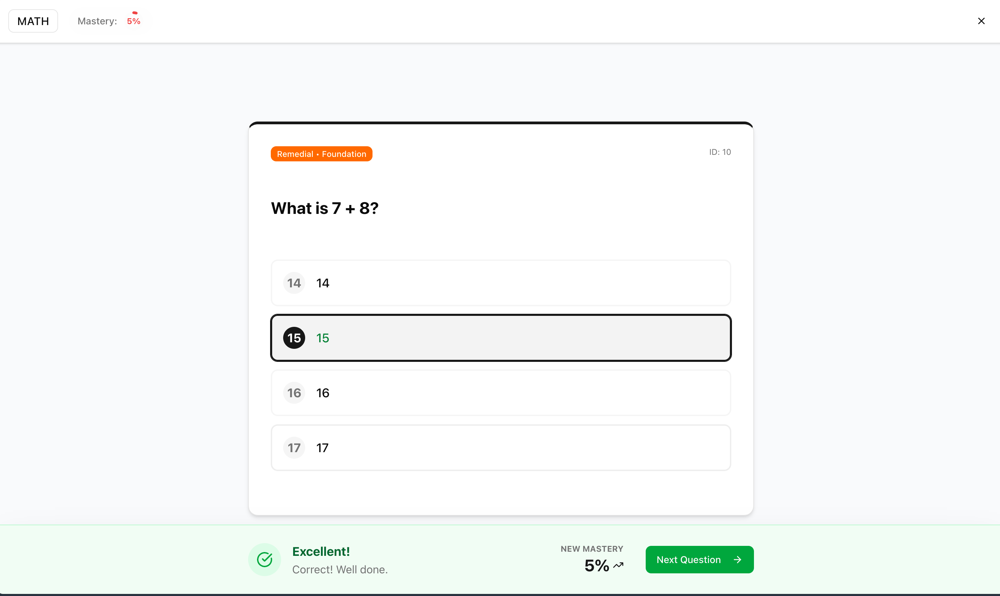 MATH
Mastery: 5%
Remedial • Foundation
ID: 10
What is 7 + 8?
14 14
15 15
16 16
17 17
Excellent!
Correct! Well done.
NEW MASTERY
5%
Next Question